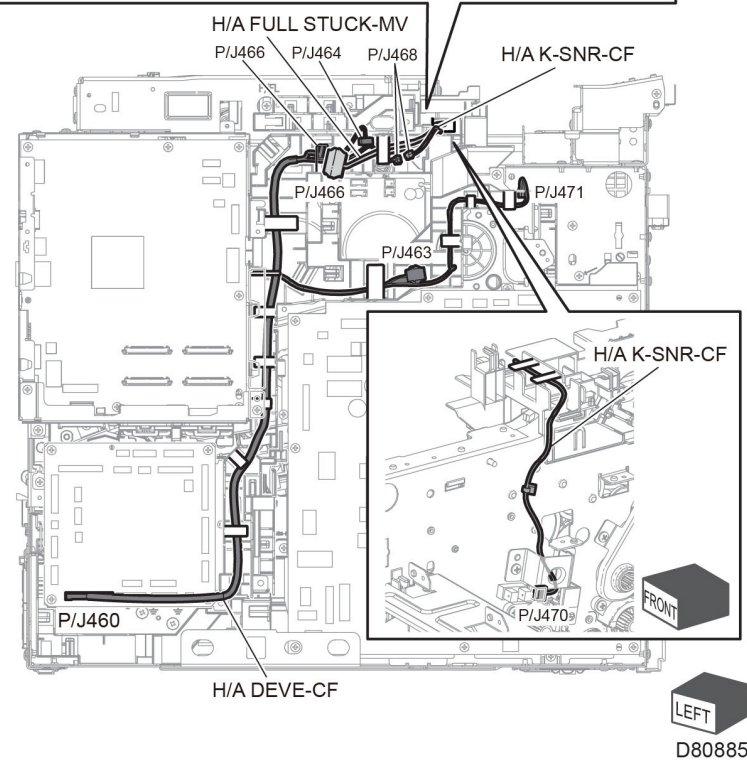 H/A FULL STUCK-MV
P/J466 P/J464 P/J468 H/A K-SNR-CF
P/J466
P/J471
P/J463
H/A K-SNR-CF
P/J470
FRONT
P/J460
H/A DEVE-CF
LEFT
D80885